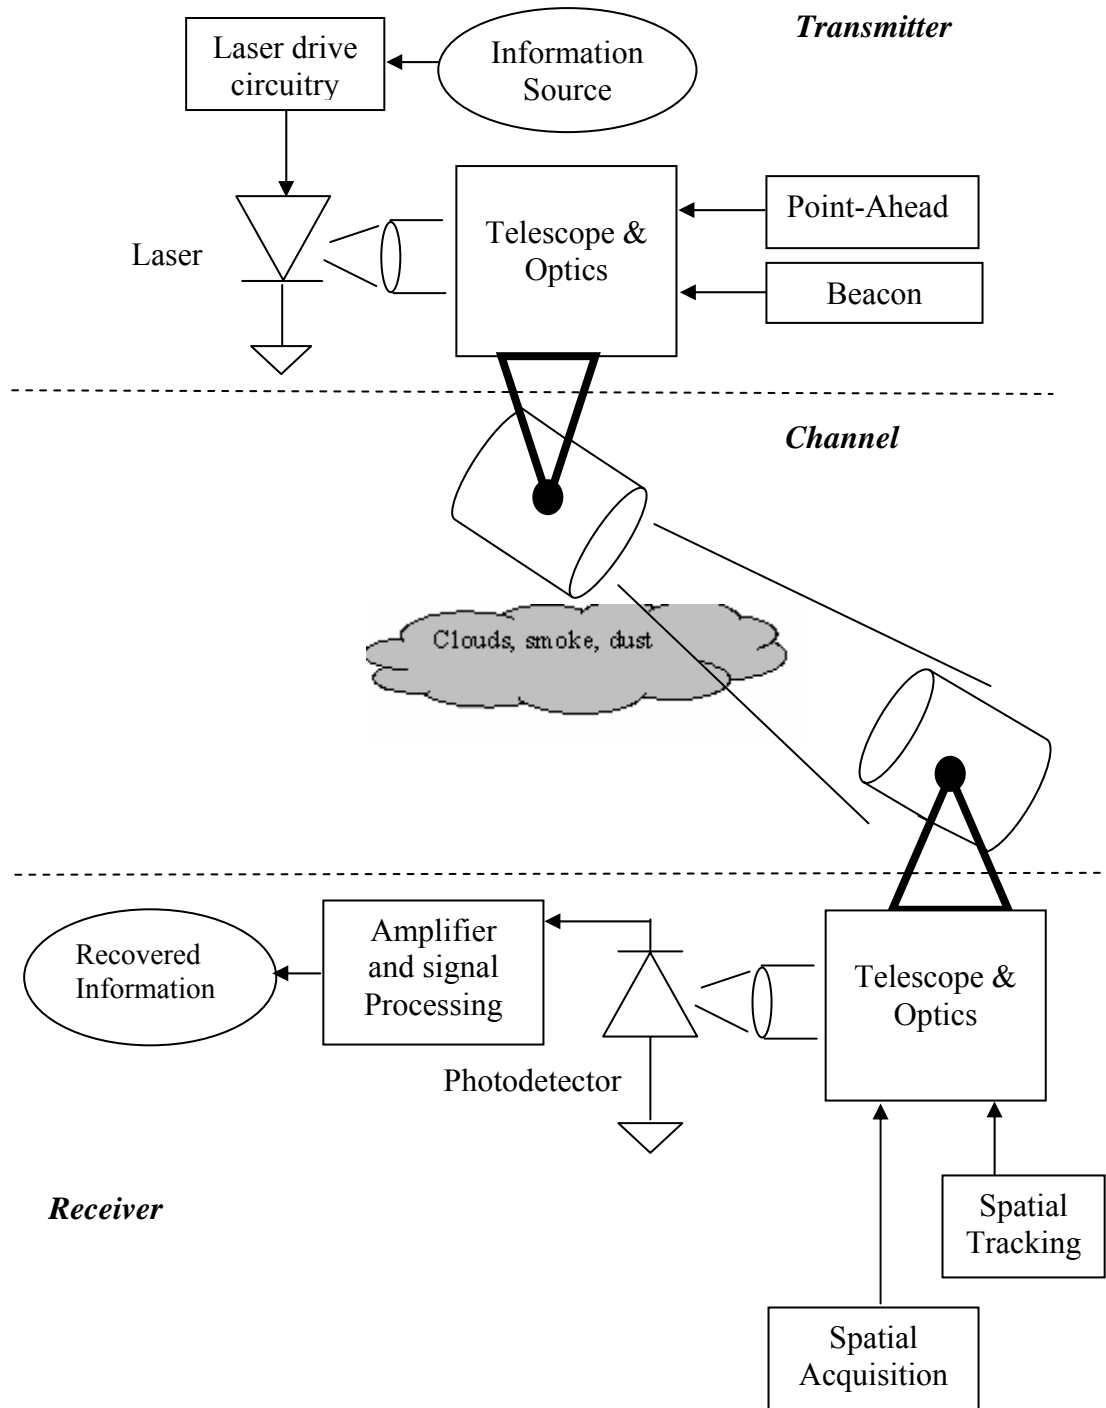 Transmitter
Laser drive
circuitry
Information
Source
Laser
Telescope &
Optics
Point-Ahead
Beacon
Channel
Clouds, smoke, dust
Recovered
Information
Amplifier
and signal
Processing
Photodetector
Telescope &
Optics
Receiver
Spatial
Tracking
Spatial
Acquisition